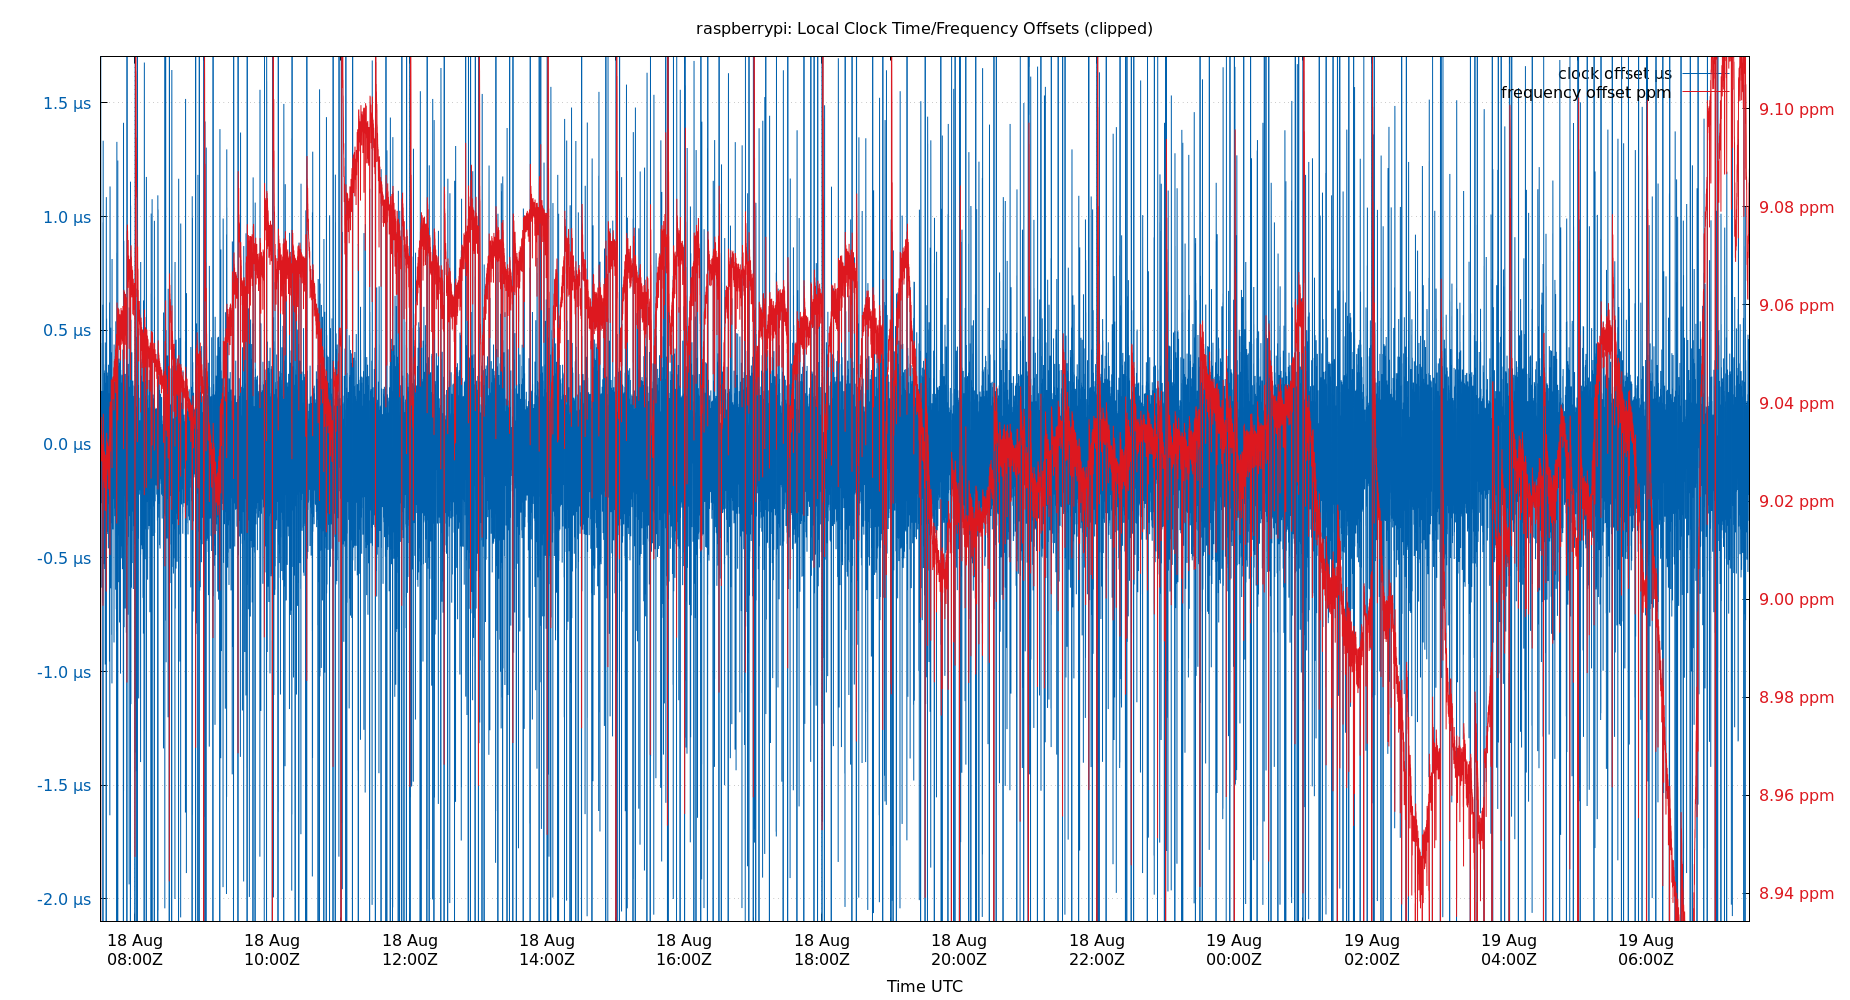 raspberrypi: Local Clock Time/Frequency Offsets (clipped)
clock offset µs
frequency offset ppm
1.5 µs
1.0 µs
0.5 µs
0.0 µs
-0.5 µs
-1.0 µs
-1.5 µs
-2.0 µs
9.10 ppm
9.08 ppm
9.06 ppm
9.04 ppm
9.02 ppm
9.00 ppm
8.98 ppm
8.96 ppm
8.94 ppm
18 Aug
08:00Z
18 Aug
10:00Z
18 Aug
12:00Z
18 Aug
14:00Z
18 Aug
16:00Z
18 Aug
18:00Z
18 Aug
20:00Z
18 Aug
22:00Z
19 Aug
00:00Z
19 Aug
02:00Z
19 Aug
04:00Z
19 Aug
06:00Z
Time UTC